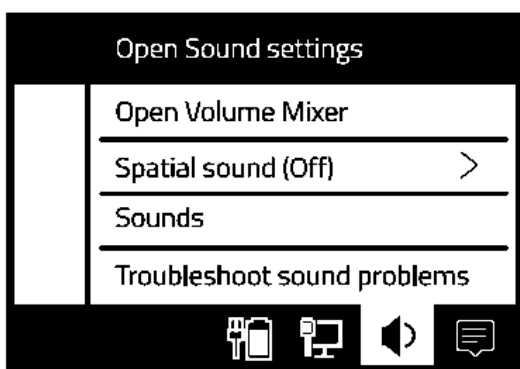 Open Sound settings
Open Volume Mixer
Spatial sound (Off) >
Sounds
Troubleshoot sound problems